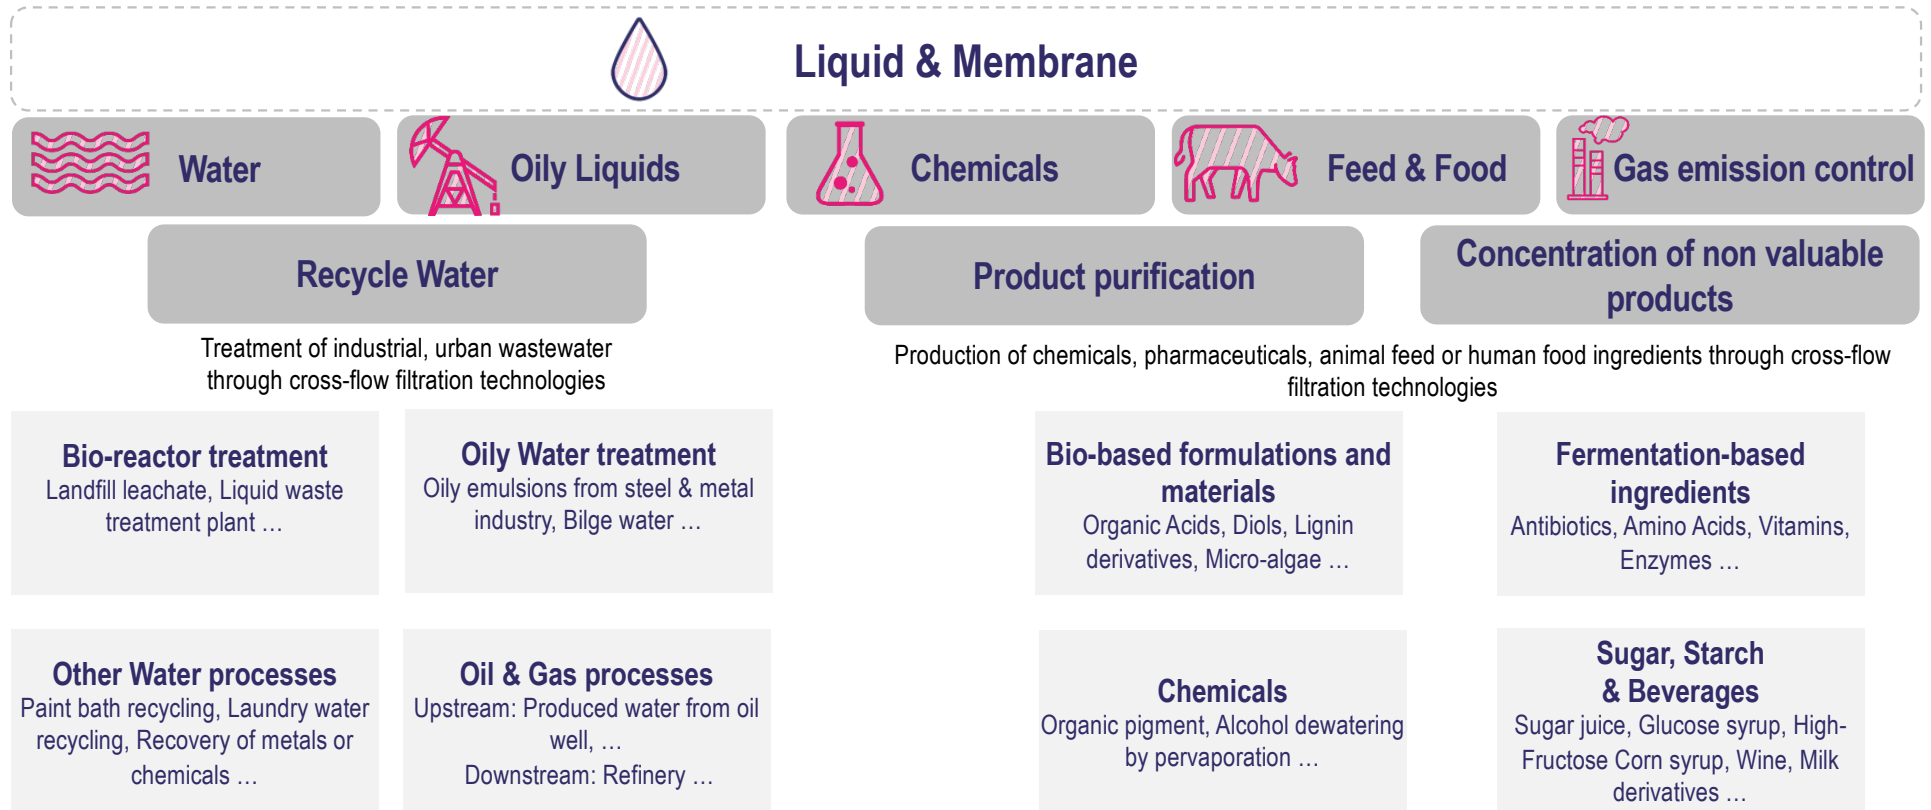 Liquid & Membrane
Water
Oily Liquids
Chemicals
Feed & Food
Gas emission control
Recycle Water
Product purification
Concentration of non valuable
products
Treatment of industrial, urban wastewater
through cross-flow filtration technologies
Production of chemicals, pharmaceuticals, animal feed or human food ingredients through cross-flow
filtration technologies
Bio-reactor treatment
Landfill leachate, Liquid waste
treatment plant …
Oily Water treatment
Oily emulsions from steel & metal
industry, Bilge water …
Bio-based formulations and
materials
Organic Acids, Diols, Lignin
derivatives, Micro-algae …
Fermentation-based
ingredients
Antibiotics, Amino Acids, Vitamins,
Enzymes …
Other Water processes
Paint bath recycling, Laundry water
recycling, Recovery of metals or
chemicals …
Oil & Gas processes
Upstream: Produced water from oil
well, …
Downstream: Refinery …
Chemicals
Organic pigment, Alcohol dewatering
by pervaporation …
Sugar, Starch
& Beverages
Sugar juice, Glucose syrup, High-
Fructose Corn syrup, Wine, Milk
derivatives …